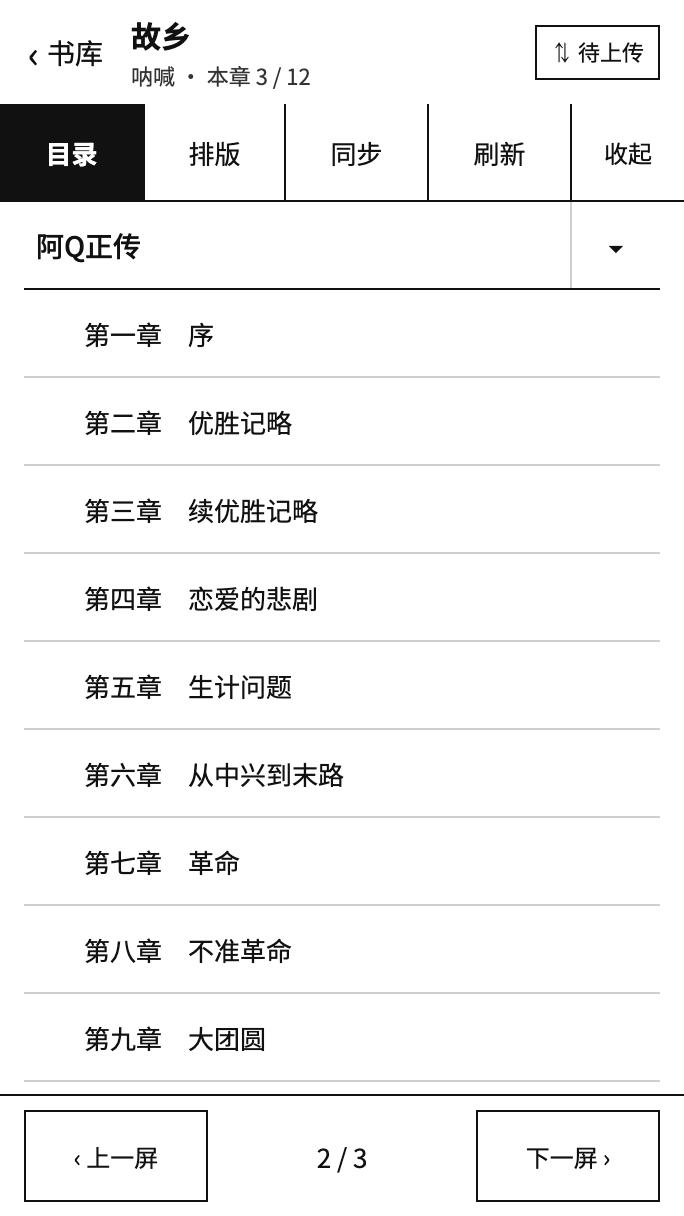 ‹ 书库
故乡
呐喊 · 本章 3 / 12
⇅ 待上传
目录
排版
同步
刷新
收起
阿Q正传
第一章 序
第二章 优胜记略
第三章 续优胜记略
第四章 恋爱的悲剧
第五章 生计问题
第六章 从中兴到末路
第七章 革命
第八章 不准革命
第九章 大团圆
‹ 上一屏
2 / 3
下一屏 ›